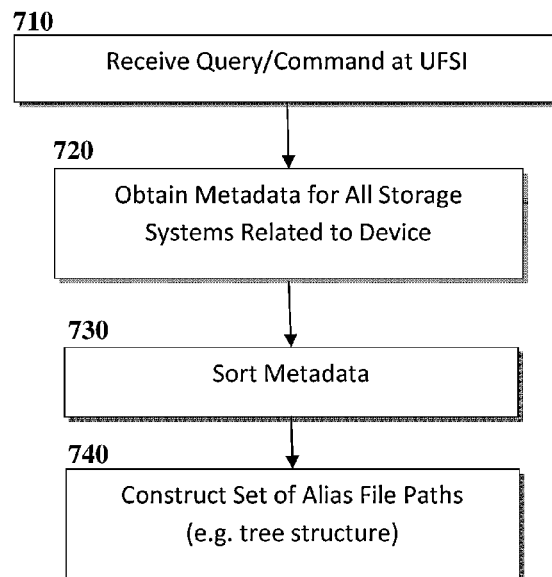 710
Receive Query/Command at UFSI
720
Obtain Metadata for All Storage
Systems Related to Device
730
Sort Metadata
740
Construct Set of Alias File Paths
(e.g. tree structure)